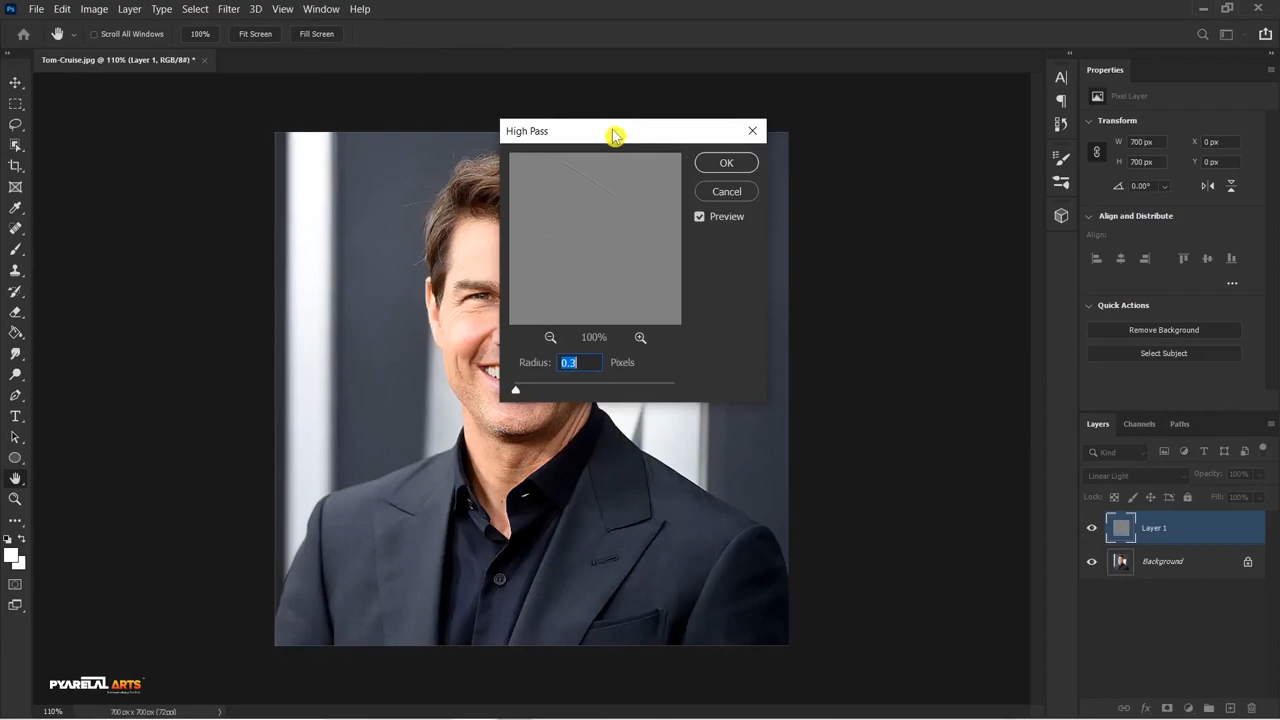 Ps File Edit Image Layer Type Select Filter 3D View Window Help
Scroll All Windows 100% Fit Screen Fill Screen
Tom-Cruise.jpg @ 110% (Layer 1, RGB/8#) *
High Pass
OK
Cancel
Preview
100%
Radius: 0.3 Pixels
Properties
Pixel Layer
Transform
W 700 px X 0 px
H 700 px Y 0 px
0.00°
Align and Distribute
Align:
Quick Actions
Remove Background
Select Subject
Layers Channels Paths
Kind
Linear Light Opacity: 100%
Lock: Fill: 100%
Layer 1
Background
PYARELAL ARTS
110% 700 px x 700 px (72ppi)